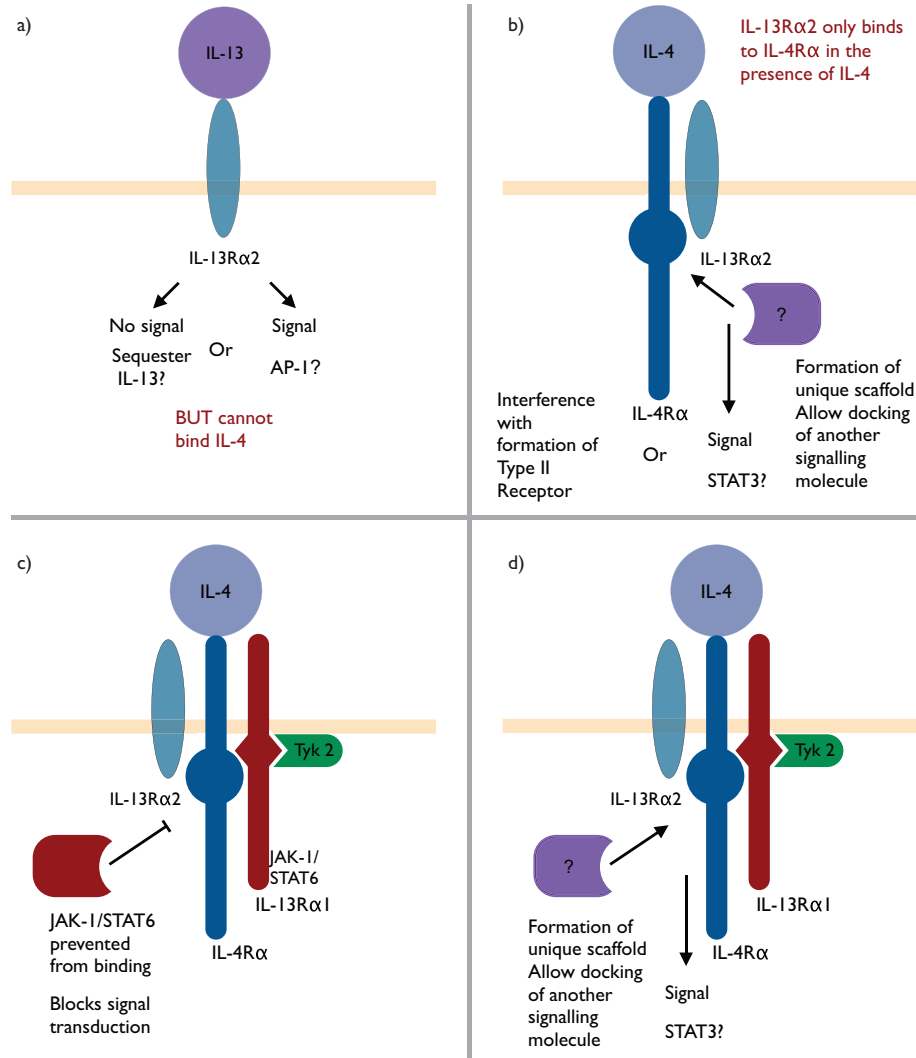 a)
IL-13
IL-13Rα2
No signal
Sequester
IL-13?
Or
Signal
AP-1?
BUT cannot
bind IL-4
b)
IL-4
IL-13Rα2 only binds
to IL-4Rα in the
presence of IL-4
IL-13Rα2
?
Formation of
unique scaffold
Allow docking
of another
signalling
molecule
Interference
with
formation of
Type II
Receptor
IL-4Rα
Or
Signal
STAT3?
c)
IL-4
Tyk 2
IL-13Rα2
JAK-1/
STAT6
IL-13Rα1
JAK-1/STAT6
prevented
from binding
Blocks signal
transduction
IL-4Rα
d)
IL-4
Tyk 2
IL-13Rα2
?
IL-13Rα1
Formation of
unique scaffold
Allow docking
of another
signalling
molecule
IL-4Rα
Signal
STAT3?